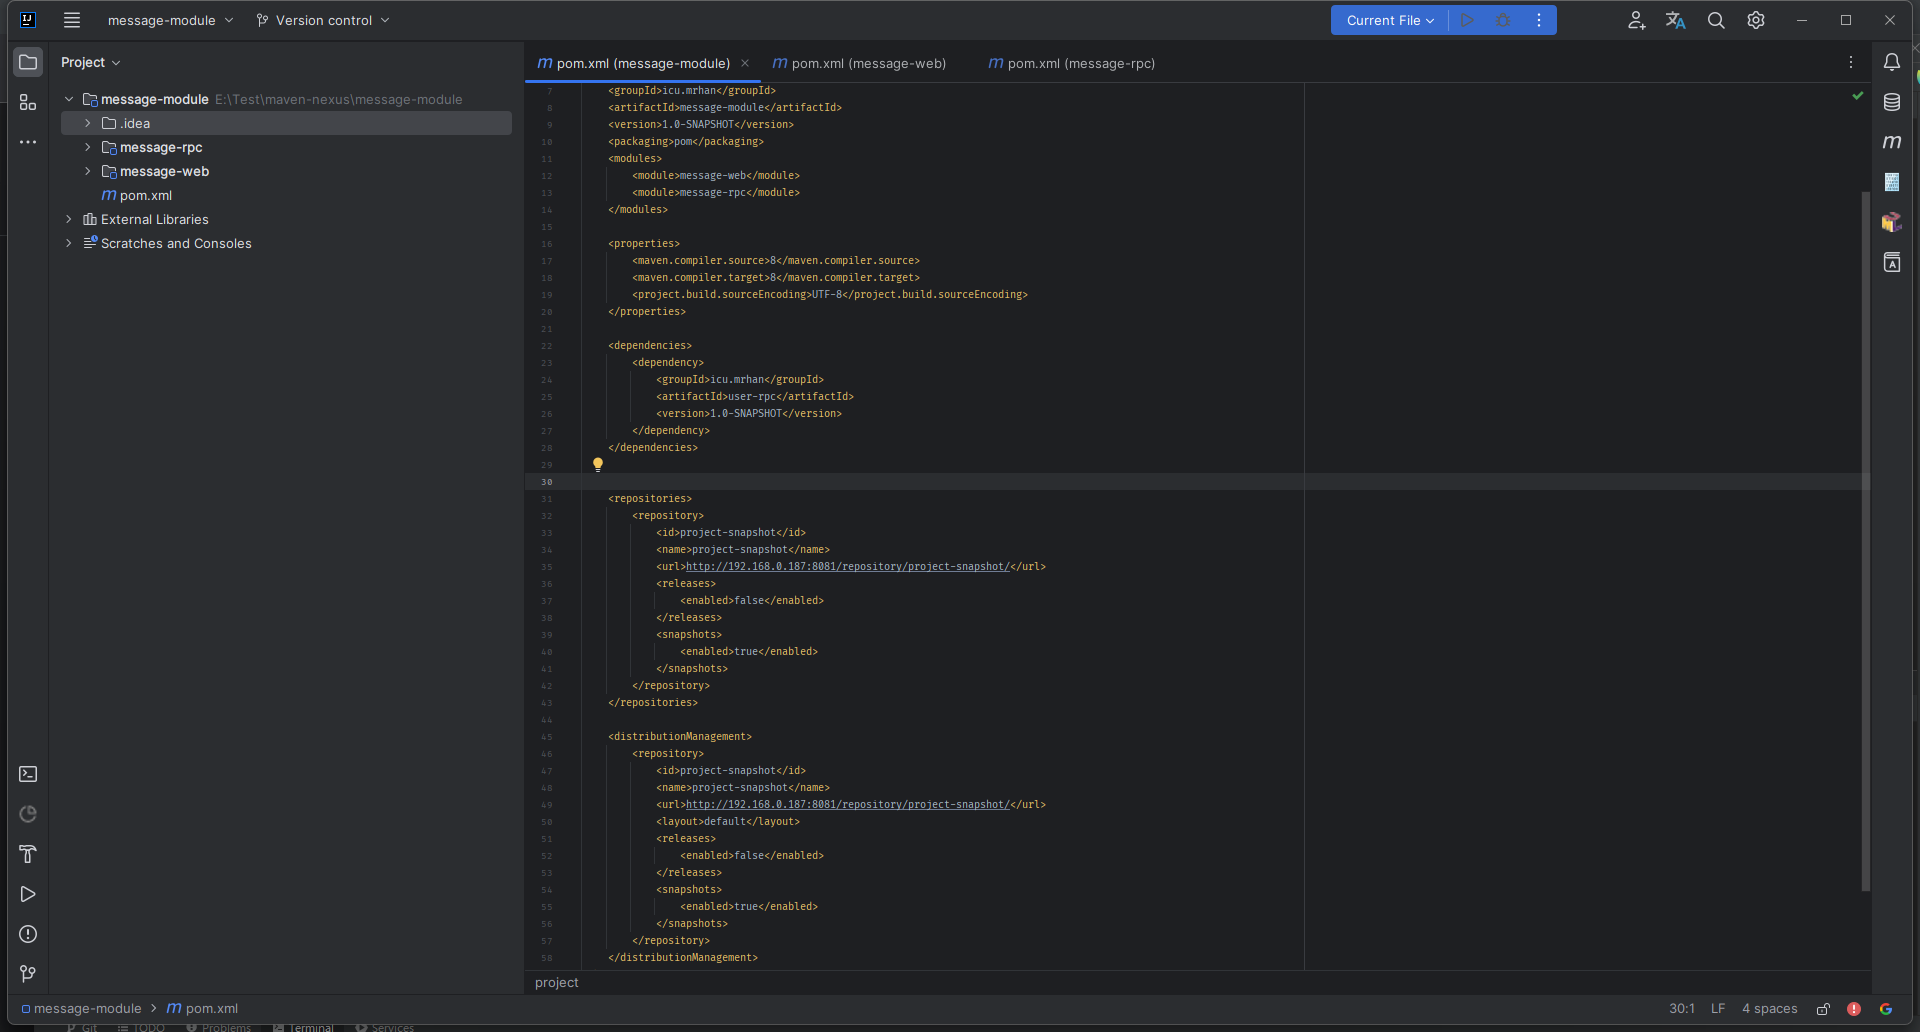 message-module
Version control
Current File
Project
pom.xml (message-module)
pom.xml (message-web)
pom.xml (message-rpc)
message-module E:\Test\maven-nexus\message-module
.idea
message-rpc
message-web
pom.xml
External Libraries
Scratches and Consoles
7 <groupId>icu.mrhan</groupId>
8 <artifactId>message-module</artifactId>
9 <version>1.0-SNAPSHOT</version>
10 <packaging>pom</packaging>
11 <modules>
12 <module>message-web</module>
13 <module>message-rpc</module>
14 </modules>
15
16 <properties>
17 <maven.compiler.source>8</maven.compiler.source>
18 <maven.compiler.target>8</maven.compiler.target>
19 <project.build.sourceEncoding>UTF-8</project.build.sourceEncoding>
20 </properties>
21
22 <dependencies>
23 <dependency>
24 <groupId>icu.mrhan</groupId>
25 <artifactId>user-rpc</artifactId>
26 <version>1.0-SNAPSHOT</version>
27 </dependency>
28 </dependencies>
29
30
31 <repositories>
32 <repository>
33 <id>project-snapshot</id>
34 <name>project-snapshot</name>
35 <url>http://192.168.0.187:8081/repository/project-snapshot/</url>
36 <releases>
37 <enabled>false</enabled>
38 </releases>
39 <snapshots>
40 <enabled>true</enabled>
41 </snapshots>
42 </repository>
43 </repositories>
44
45 <distributionManagement>
46 <repository>
47 <id>project-snapshot</id>
48 <name>project-snapshot</name>
49 <url>http://192.168.0.187:8081/repository/project-snapshot/</url>
50 <layout>default</layout>
51 <releases>
52 <enabled>false</enabled>
53 </releases>
54 <snapshots>
55 <enabled>true</enabled>
56 </snapshots>
57 </repository>
58 </distributionManagement>
project
message-module > pom.xml
30:1 LF 4 spaces
Git TODO Problems Terminal Services